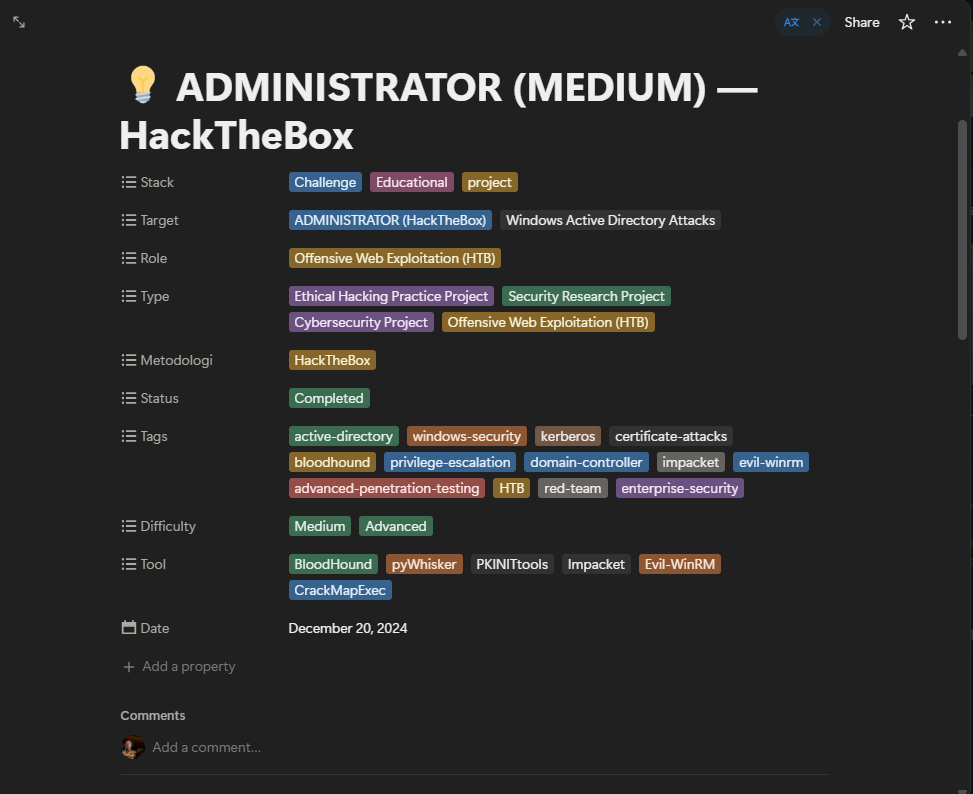 A文 ×
Share
ADMINISTRATOR (MEDIUM) —
HackTheBox
Stack Challenge Educational project
Target ADMINISTRATOR (HackTheBox) Windows Active Directory Attacks
Role Offensive Web Exploitation (HTB)
Type Ethical Hacking Practice Project Security Research Project
Cybersecurity Project Offensive Web Exploitation (HTB)
Metodologi HackTheBox
Status Completed
Tags active-directory windows-security kerberos certificate-attacks
bloodhound privilege-escalation domain-controller impacket evil-winrm
advanced-penetration-testing HTB red-team enterprise-security
Difficulty Medium Advanced
Tool BloodHound pyWhisker PKINITtools Impacket Evil-WinRM
CrackMapExec
Date December 20, 2024
+ Add a property
Comments
Add a comment...